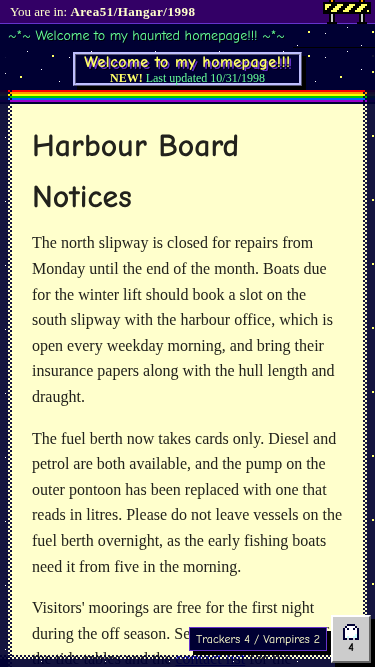 You are in: Area51/Hangar/1998
~*~ Welcome to my haunted homepage!!! ~*~
Welcome to my homepage!!!
NEW! Last updated 10/31/1998
Harbour Board
Notices
The north slipway is closed for repairs from
Monday until the end of the month. Boats due
for the winter lift should book a slot on the
south slipway with the harbour office, which is
open every weekday morning, and bring their
insurance papers along with the hull length and
draught.
The fuel berth now takes cards only. Diesel and
petrol are both available, and the pump on the
outer pontoon has been replaced with one that
reads in litres. Please do not leave vessels on the
fuel berth overnight, as the early fishing boats
need it from five in the morning.
Visitors' moorings are free for the first night
during the off season. Se
Trackers 4 / Vampires 2
4
the tide tables and the